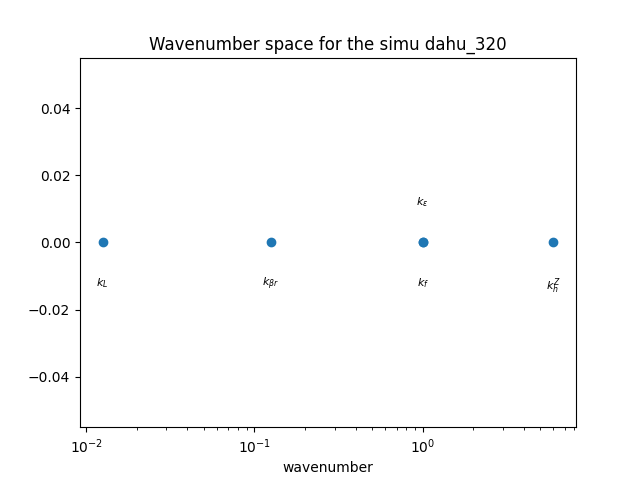 Wavenumber space for the simu dahu_320
0.04
0.02
k_ε
0.00
k_L
k_βr
k_f
k_h^Z
−0.02
−0.04
10^−2
10^−1
10^0
wavenumber